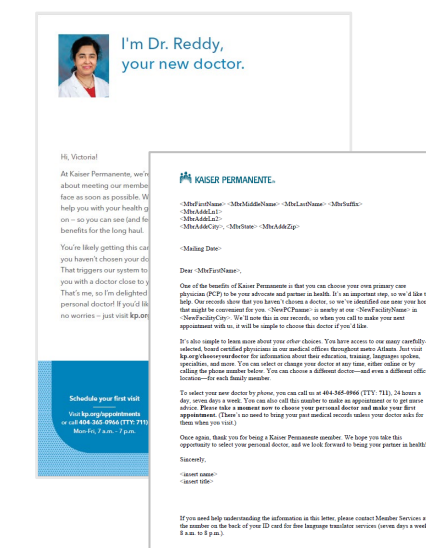 I'm Dr. Reddy,
your new doctor.
Hi, Victoria!
At Kaiser Permanente, we're
about meeting our membe
face as soon as possible. W
help you with your health g
on – so you can see (and fe
benefits for the long haul.
You're likely getting this car
you haven't chosen your do
That triggers our system to
you with a doctor close to y
That's me, so I'm delighted
personal doctor! If you'd lik
no worries – just visit kp.org
Schedule your first visit
Visit kp.org/appointments
or call 404-365-0966 (TTY: 711)
Mon-Fri, 7 a.m. – 7 p.m.
KAISER PERMANENTE®
<MbrFirstName> <MbrMiddleName> <MbrLastName> <MbrSuffix>
<MbrAddrLn1>
<MbrAddrLn2>
<MbrAddrCity>, <MbrState> <MbrAddrZip>
<Mailing Date>
Dear <MbrFirstName>,
One of the benefits of Kaiser Permanente is that you can choose your own primary care
physician (PCP) to be your advocate and partner in health. It's an important step, so we'd like t
help. Our records show that you haven't chosen a doctor, so we've identified one near your hom
that might be convenient for you. <NewPCPname> is nearby at our <NewFacilityName> in
<NewFacilityCity>. We'll note this in our records, so when you call to make your next
appointment with us, it will be simple to choose this doctor if you'd like.
It's also simple to learn more about your other choices. You have access to our many carefully-
selected, board certified physicians in our medical offices throughout metro Atlanta. Just visit
kp.org/chooseyourdoctor for information about their education, training, languages spoken,
specialties, and more. You can select or change your doctor at any time, either online or by
calling the phone number below. You can choose a different doctor—and even a different offic
location—for each family member.
To select your new doctor by phone, you can call us at 404-365-0966 (TTY: 711), 24 hours a
day, seven days a week. You can also call this number to make an appointment or to get nurse
advice. Please take a moment now to choose your personal doctor and make your first
appointment. (There's no need to bring your past medical records unless your doctor asks for
them when you visit.)
Once again, thank you for being a Kaiser Permanente member. We hope you take this
opportunity to select your personal doctor, and we look forward to being your partner in health!
Sincerely,
<insert name>
<insert title>
If you need help understanding the information in this letter, please contact Member Services a
the number on the back of your ID card for free language translator services (seven days a week
8 a.m. to 8 p.m.).